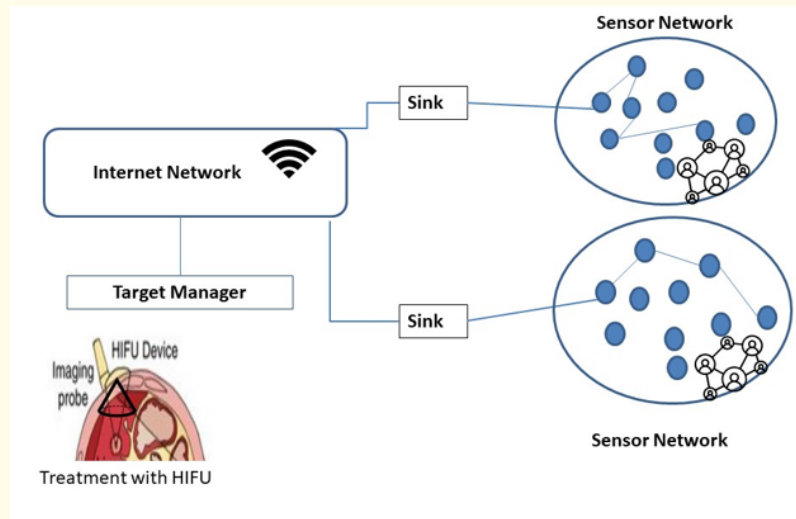 Sensor Network
Sink
Internet Network
Target Manager
Sink
HIFU Device
Imaging
probe
Sensor Network
Treatment with HIFU